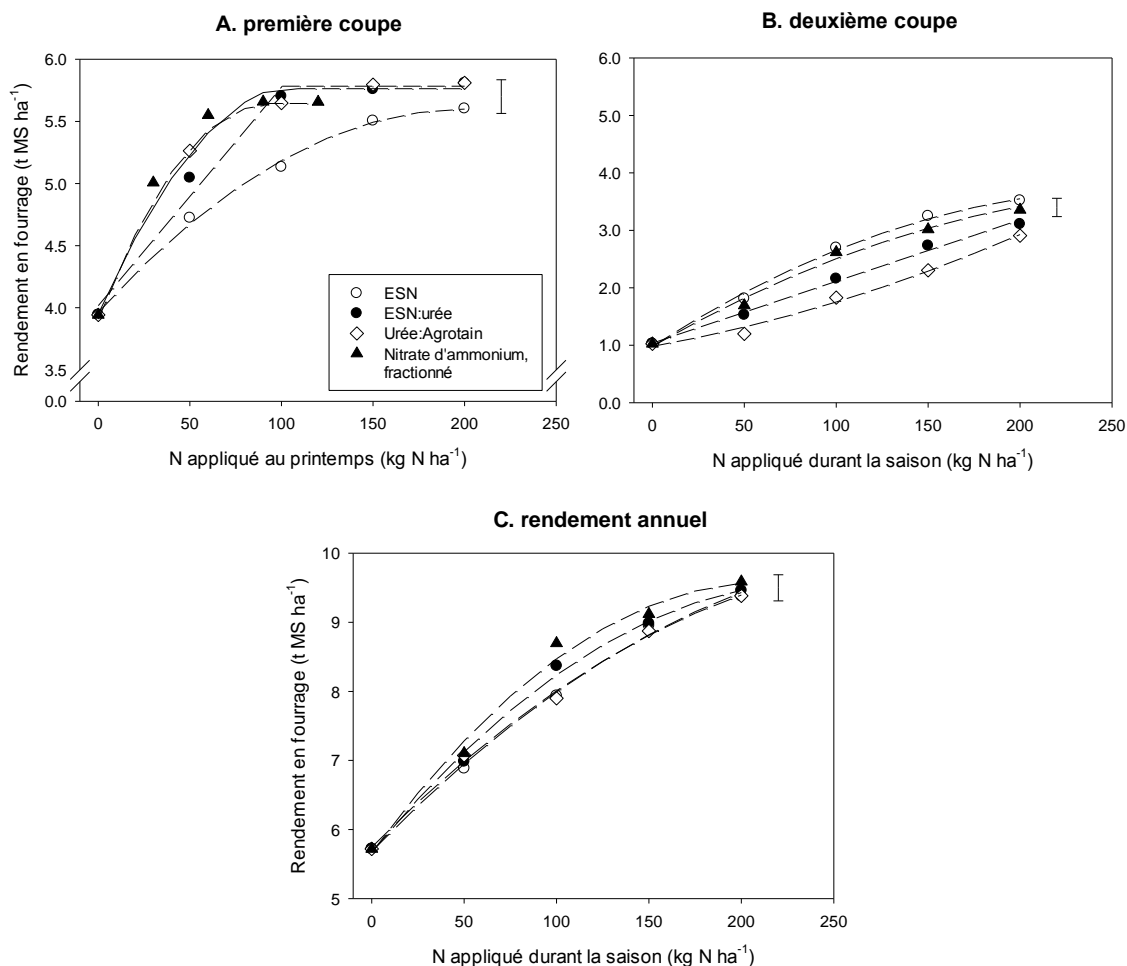 A. première coupe
Rendement en fourrage (t MS ha-1)
6.0
5.5
5.0
4.5
4.0
3.5
0.0
0
50
100
150
200
250
N appliqué au printemps (kg N ha-1)
ESN
ESN:urée
Urée:Agrotain
Nitrate d'ammonium,
fractionné
B. deuxième coupe
6.0
5.0
4.0
3.0
2.0
1.0
0.0
0
50
100
150
200
250
N appliqué durant la saison (kg N ha-1)
C. rendement annuel
Rendement en fourrage (t MS ha-1)
10
9
8
7
6
5
0
50
100
150
200
250
N appliqué durant la saison (kg N ha-1)